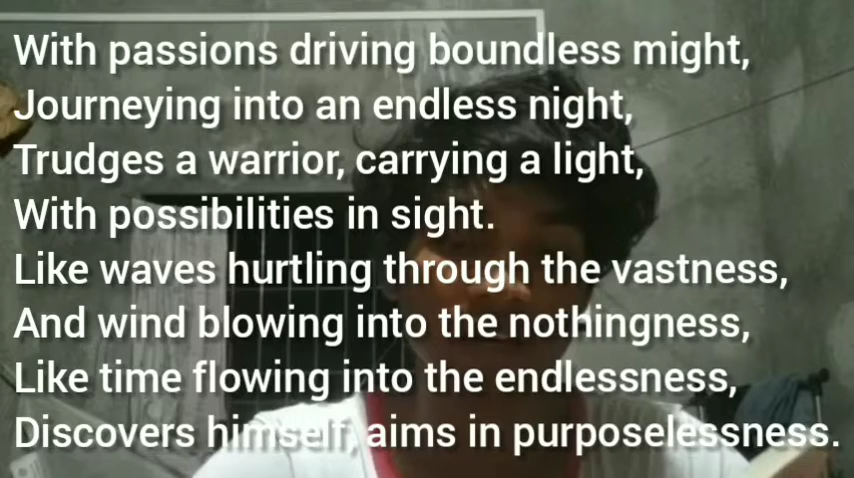 With passions driving boundless might,
Journeying into an endless night,
Trudges a warrior, carrying a light,
With possibilities in sight.
Like waves hurtling through the vastness,
And wind blowing into the nothingness,
Like time flowing into the endlessness,
Discovers himself, aims in purposelessness.